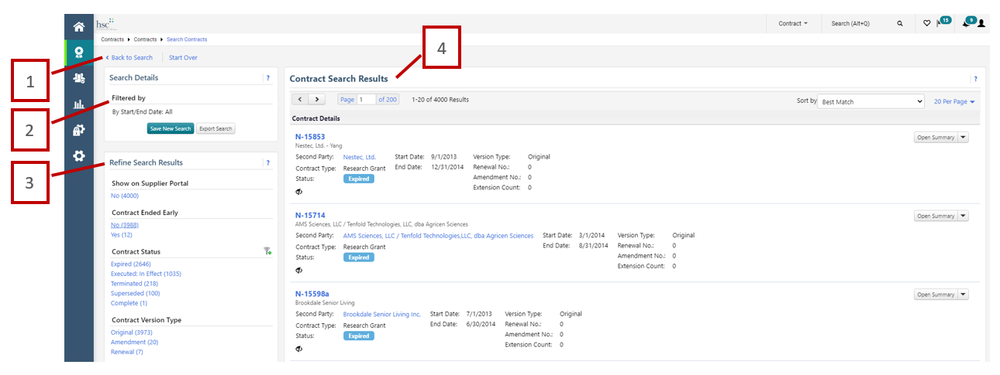 hsc
Contract
Search (Alt+Q)
15
9
Contracts Contracts Search Contracts
Back to Search
Start Over
1
2
3
4
Search Details
?
Filtered by
By Start/End Date: All
Save New Search
Export Search
Refine Search Results
?
Show on Supplier Portal
No (4000)
Contract Ended Early
No (3988)
Yes (12)
Contract Status
Expired (2646)
Executed: In Effect (1035)
Terminated (218)
Superseded (100)
Complete (1)
Contract Version Type
Original (3973)
Amendment (20)
Renewal (7)
Contract Search Results
?
Page 1 of 200
1-20 of 4000 Results
Sort by Best Match
20 Per Page
Contract Details
N-15853
Open Summary
Nestec, Ltd. - Yang
Second Party: Nestec, Ltd. Start Date: 9/1/2013 Version Type: Original
Contract Type: Research Grant End Date: 12/31/2014 Renewal No.: 0
Status: Expired Amendment No.: 0
Extension Count: 0
N-15714
Open Summary
AMS Sciences, LLC / Tenfold Technologies, LLC, dba Agricen Sciences
Second Party: AMS Sciences, LLC / Tenfold Technologies,LLC, dba Agricen Sciences Start Date: 3/1/2014 Version Type: Original
Contract Type: Research Grant End Date: 8/31/2014 Renewal No.: 0
Status: Expired Amendment No.: 0
Extension Count: 0
N-15598a
Open Summary
Brookdale Senior Living
Second Party: Brookdale Senior Living Inc. Start Date: 7/1/2013 Version Type: Original
Contract Type: Research Grant End Date: 6/30/2014 Renewal No.: 0
Status: Expired Amendment No.: 0
Extension Count: 0